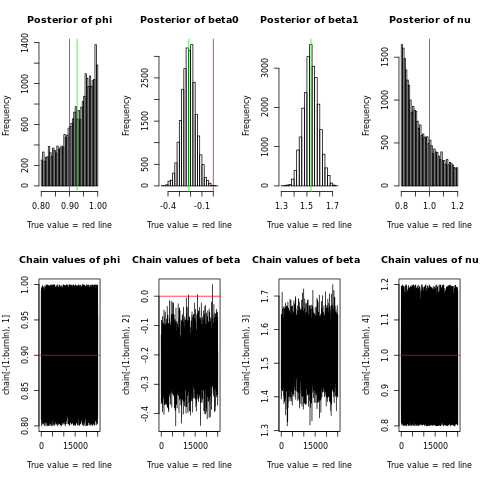 Posterior of phi
Posterior of beta0
Posterior of beta1
Posterior of nu
Frequency
0 500 1000 1400
0.80 0.90 1.00
True value = red line
Frequency
0 1000 2500
-0.4 -0.1
True value = red line
Frequency
0 1000 2000 3000
1.3 1.5 1.7
True value = red line
Frequency
0 500 1000 1500
0.8 1.0 1.2
True value = red line
Chain values of phi
Chain values of beta
Chain values of beta
Chain values of nu
chain[-(1:burnIn), 1]
0.80 0.85 0.90 0.95 1.00
0 15000
True value = red line
chain[-(1:burnIn), 2]
-0.4 -0.3 -0.2 -0.1 0.0
0 15000
True value = red line
chain[-(1:burnIn), 3]
1.3 1.4 1.5 1.6 1.7
0 15000
True value = red line
chain[-(1:burnIn), 4]
0.8 0.9 1.0 1.1 1.2
0 15000
True value = red line